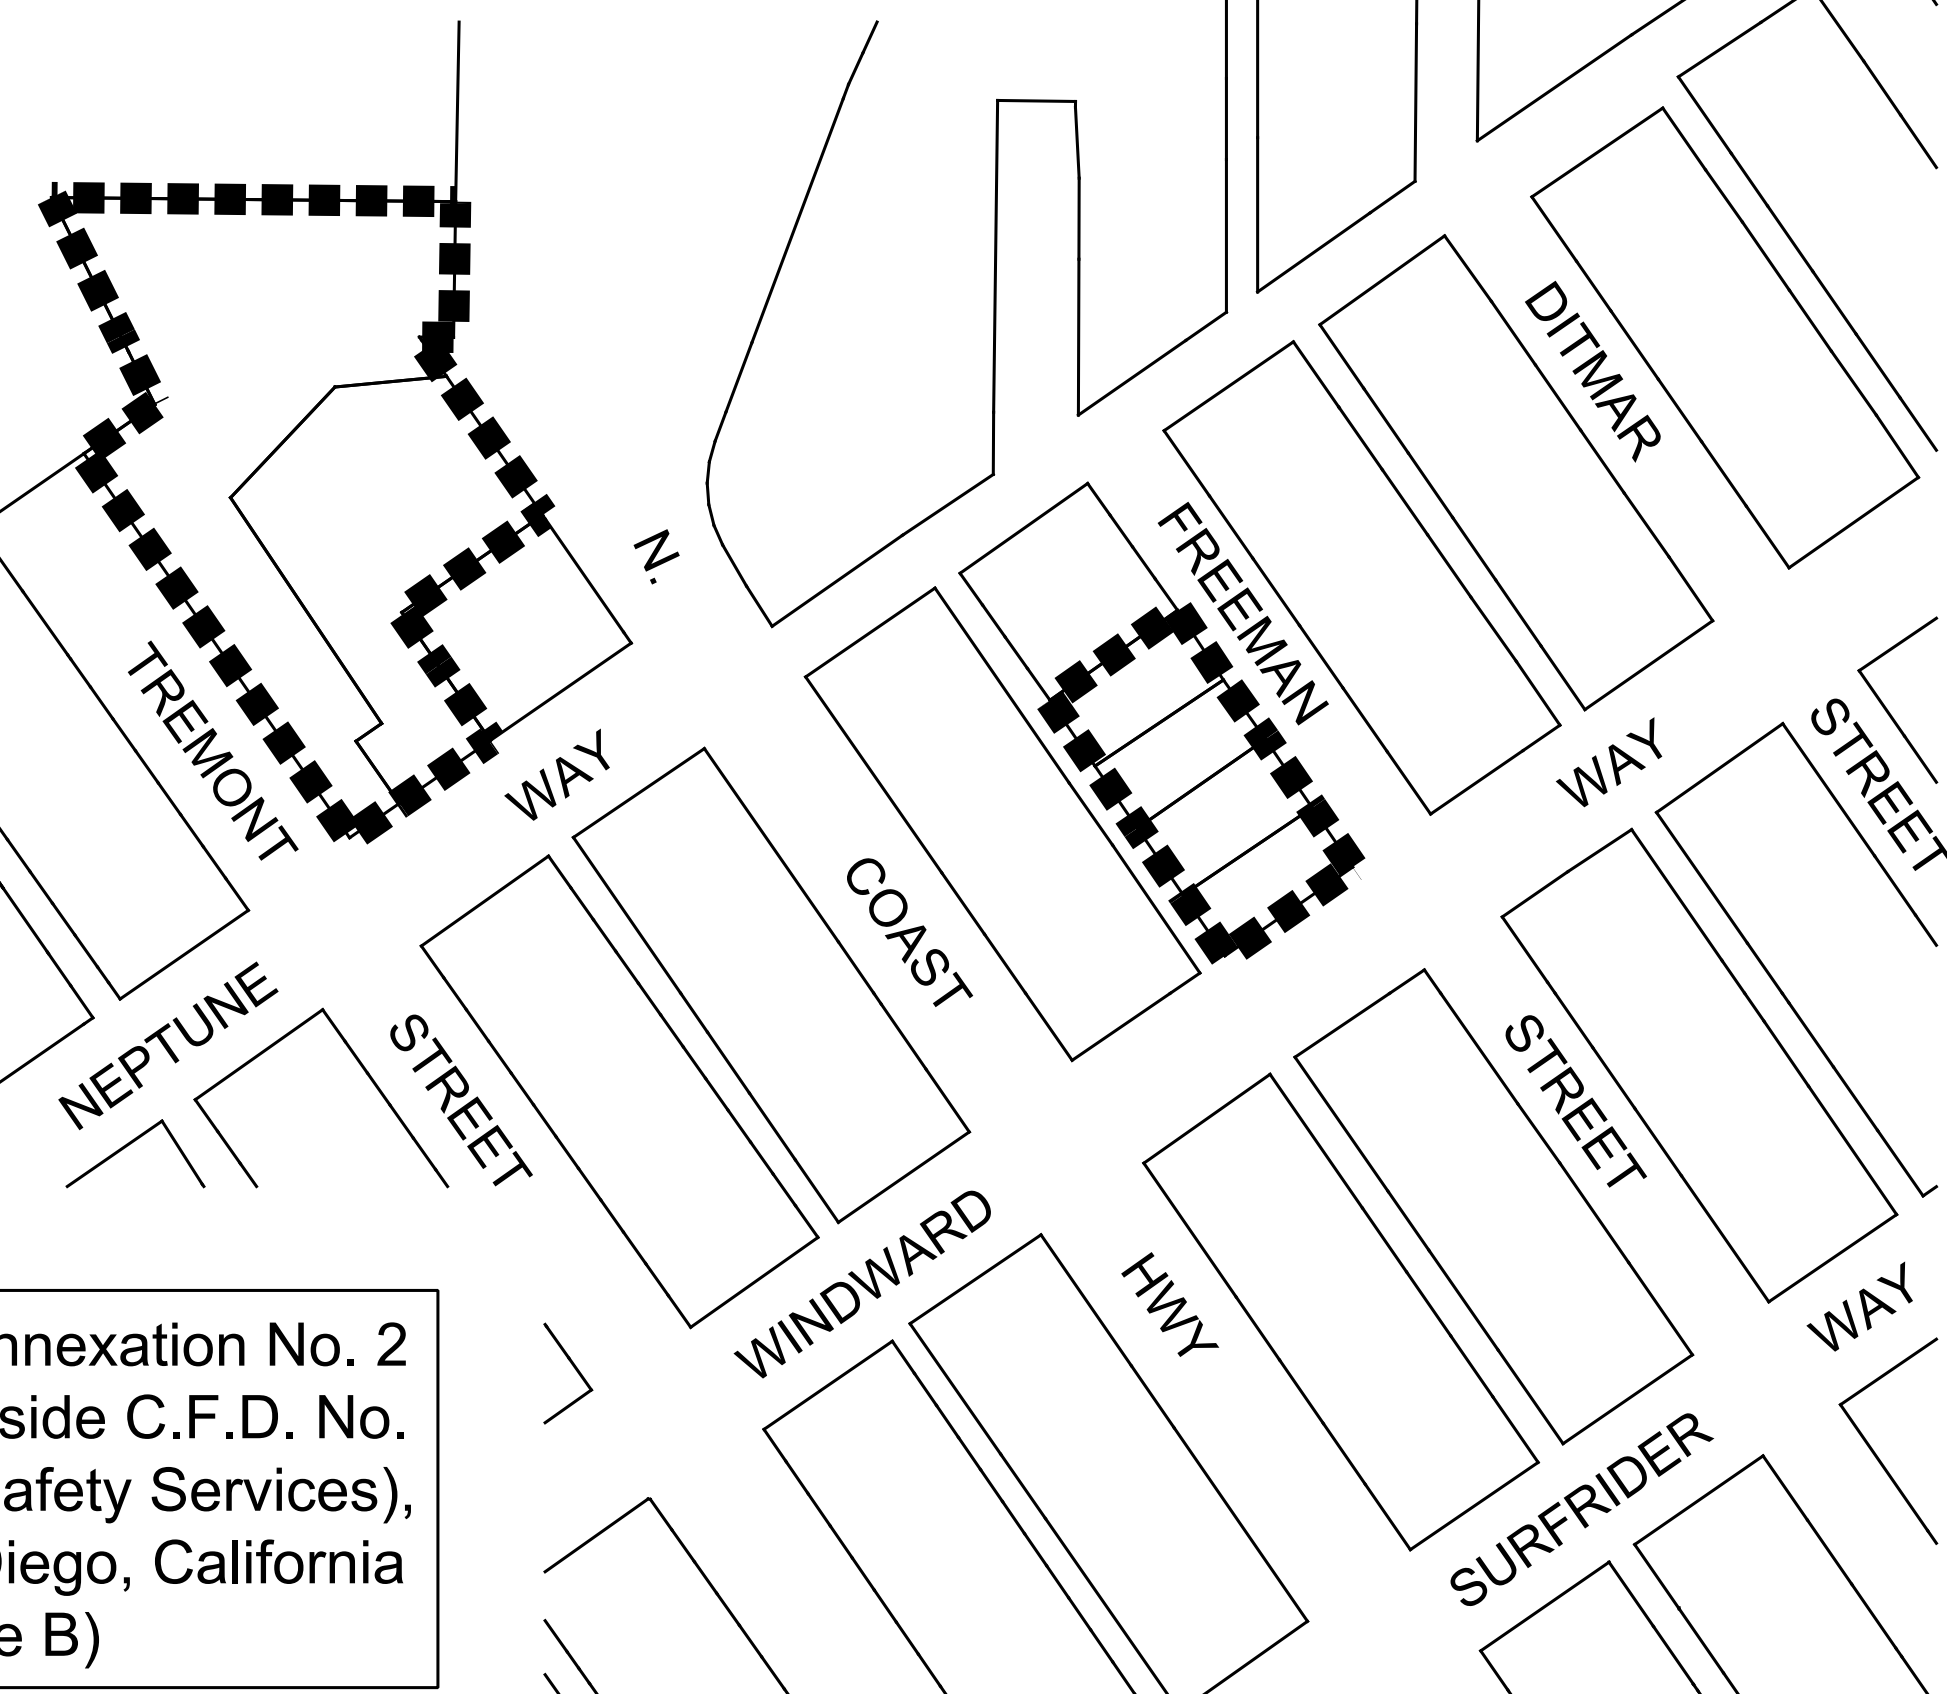 DITMAR
N.
FREEMAN
TREMONT
WAY
WAY
STREET
COAST
NEPTUNE
STREET
STREET
WINDWARD
HWY
WAY
SURFRIDER
nnexation No. 2
side C.F.D. No.
afety Services),
Diego, California
e B)